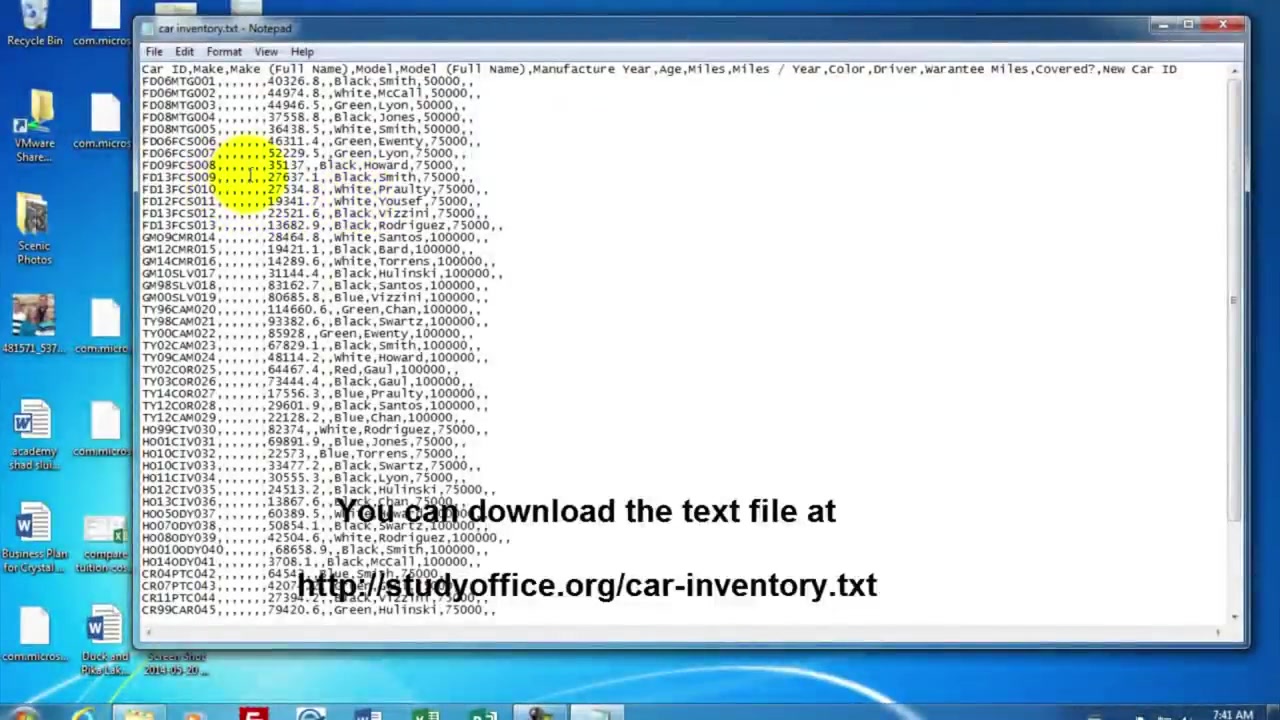 car inventory.txt - Notepad
File Edit Format View Help
Car ID,Make,Make (Full Name),Model,Model (Full Name),Manufacture Year,Age,Miles,Miles / Year,Color,Driver,Warantee Miles,Covered?,New Car ID
FD06MTG001,,,,,,,40326.8,,Black,Smith,50000,,
FD06MTG002,,,,,,,44974.8,,White,McCall,50000,,
FD08MTG003,,,,,,,44946.5,,Green,Lyon,50000,,
FD08MTG004,,,,,,,37558.8,,Black,Jones,50000,,
FD08MTG005,,,,,,,36438.5,,White,Smith,50000,,
FD06FCS006,,,,,,,46311.4,,Green,Ewenty,75000,,
FD06FCS007,,,,,,,52229.5,,Green,Lyon,75000,,
FD09FCS008,,,,,,,35137,,Black,Howard,75000,,
FD13FCS009,,,,,,,27637.1,,Black,Smith,75000,,
FD13FCS010,,,,,,,27534.8,,White,Praulty,75000,,
FD12FCS011,,,,,,,19341.7,,White,Yousef,75000,,
FD13FCS012,,,,,,,22521.6,,Black,Vizzini,75000,,
FD13FCS013,,,,,,,13682.9,,Black,Rodriguez,75000,,
GM09CMR014,,,,,,,28464.8,,White,Santos,100000,,
GM12CMR015,,,,,,,19421.1,,Black,Bard,100000,,
GM14CMR016,,,,,,,14289.6,,White,Torrens,100000,,
GM10SLV017,,,,,,,31144.4,,Black,Hulinski,100000,,
GM98SLV018,,,,,,,83162.7,,Black,Santos,100000,,
GM00SLV019,,,,,,,80685.8,,Blue,Vizzini,100000,,
TY96CAM020,,,,,,,114660.6,,Green,Chan,100000,,
TY98CAM021,,,,,,,93382.6,,Black,Swartz,100000,,
TY00CAM022,,,,,,,85928,,Green,Ewenty,100000,,
TY02CAM023,,,,,,,67829.1,,Black,Smith,100000,,
TY09CAM024,,,,,,,48114.2,,White,Howard,100000,,
TY02COR025,,,,,,,64467.4,,Red,Gaul,100000,,
TY03COR026,,,,,,,73444.4,,Black,Gaul,100000,,
TY14COR027,,,,,,,17556.3,,Blue,Praulty,100000,,
TY12COR028,,,,,,,29601.9,,Black,Santos,100000,,
TY12CAM029,,,,,,,22128.2,,Blue,Chan,100000,,
HO99CIV030,,,,,,,82374,,White,Rodriguez,75000,,
HO01CIV031,,,,,,,69891.9,,Blue,Jones,75000,,
HO10CIV032,,,,,,,22573,,Blue,Torrens,75000,,
HO10CIV033,,,,,,,33477.2,,Black,Swartz,75000,,
HO11CIV034,,,,,,,30555.3,,Black,Lyon,75000,,
HO12CIV035,,,,,,,24513.2,,Black,Hulinski,75000,,
HO13CIV036,,,,,,,13867.6,,Black,Chan,75000,,
HO05ODY037,,,,,,,60389.5,,White,
HO07ODY038,,,,,,,50854.1,,Black,Swartz,100000,,
HO08ODY039,,,,,,,42504.6,,White,Rodriguez,100000,,
HO01OODY040,,,,,,,68658.9,,Black,Smith,100000,,
HO14ODY041,,,,,,,3708.1,,Black,McCall,100000,,
CR04PTC042,,,,,,,64542,,Blue,Smith,75000,,
CR07PTC043
CR11PTC044,,,,,,,27394.2,,Black,Vizzini,75000,,
CR99CAR045,,,,,,,79420.6,,Green,Hulinski,75000,,
You can download the text file at
http://studyoffice.org/car-inventory.txt
Recycle Bin
com.micros
VMware
Share...
com.micros
Scenic
Photos
481571_537...
com.micros
academy
shad slui...
com.micros
Business Plan
for Crystal...
compare
tuition-cos...
com.micros...
Duck and
Pika Lak...
Screen Shot
2014-05-20 ...
7:41 AM